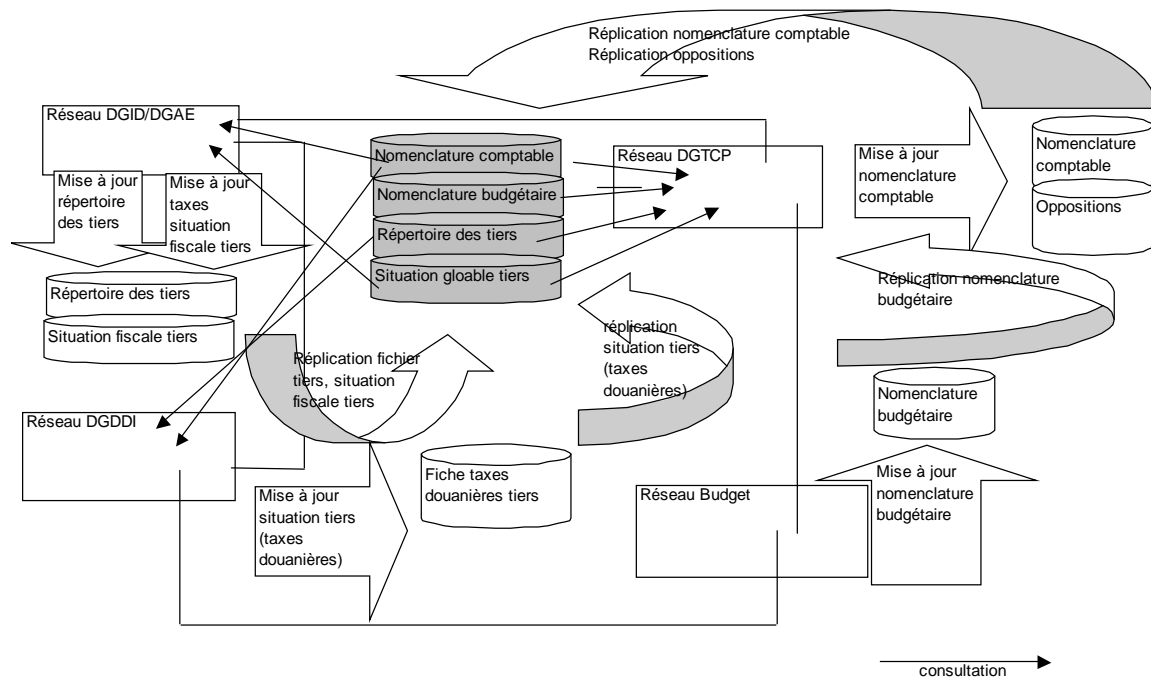 Réplication nomenclature comptable
Réplication oppositions
Réseau DGID/DGAE
Mise à jour
répertoire
des tiers
Mise à jour
taxes
situation
fiscale tiers
Répertoire des tiers
Situation fiscale tiers
Nomenclature comptable
Nomenclature budgétaire
Répertoire des tiers
Situation gloable tiers
Réseau DGTCP
Mise à jour
nomenclature
comptable
Nomenclature
comptable
Oppositions
Réplication nomenclature
budgétaire
Réplication fichier
tiers, situation
fiscale tiers
réplication
situation tiers
(taxes
douanières)
Nomenclature
budgétaire
Réseau DGDDI
Mise à jour
situation tiers
(taxes
douanières)
Fiche taxes
douanières tiers
Réseau Budget
Mise à jour
nomenclature
budgétaire
consultation